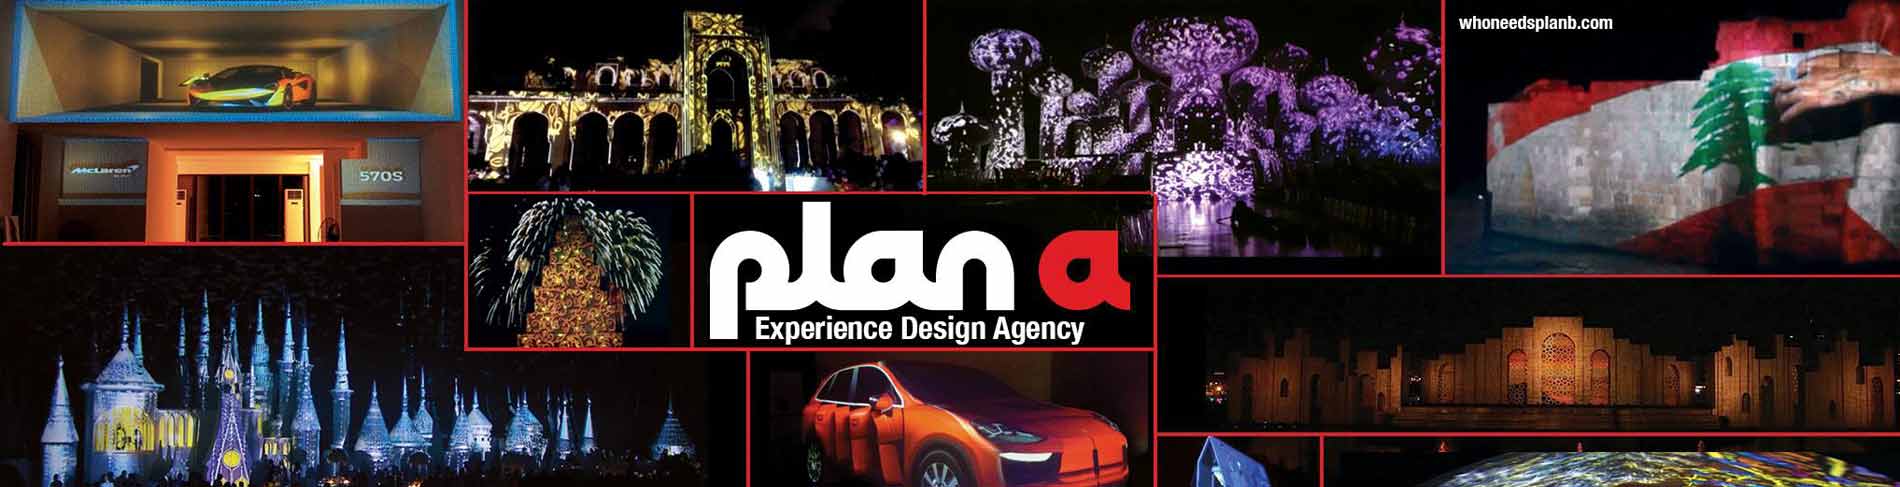 whoneedsplanb.com
McLaren
570S
plan a
Experience Design Agency